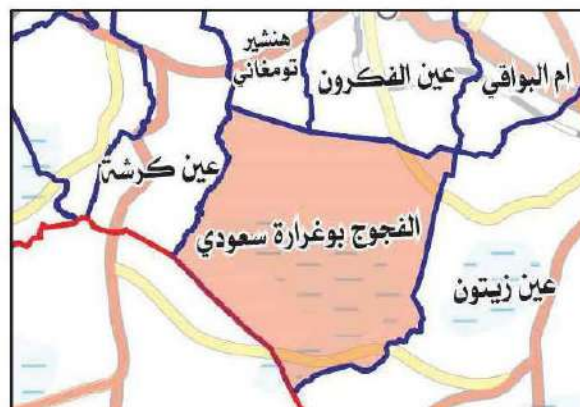 هنشير
تومغاني
عين الفكرون
ام البواقي
عين كرشة
الفجوج بوغرارة سعودي
عين زيتون